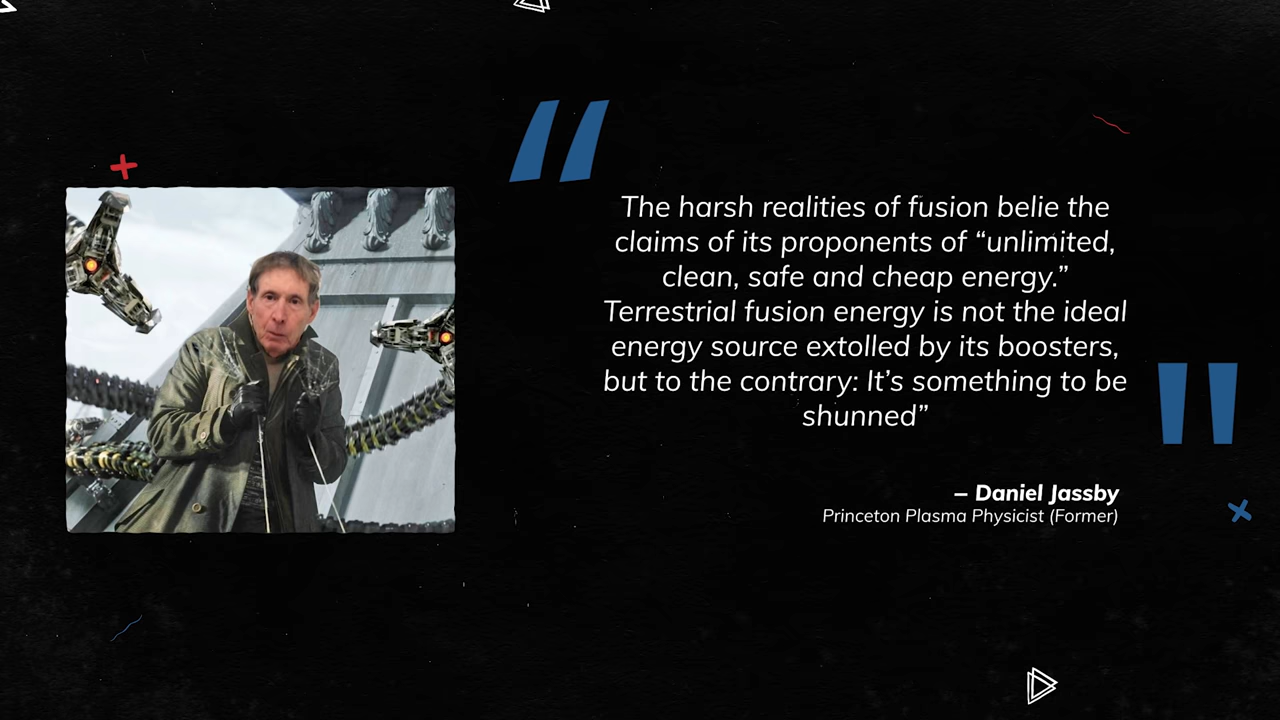 The harsh realities of fusion belie the
claims of its proponents of “unlimited,
clean, safe and cheap energy.”
Terrestrial fusion energy is not the ideal
energy source extolled by its boosters,
but to the contrary: It’s something to be
shunned”
– Daniel Jassby
Princeton Plasma Physicist (Former)